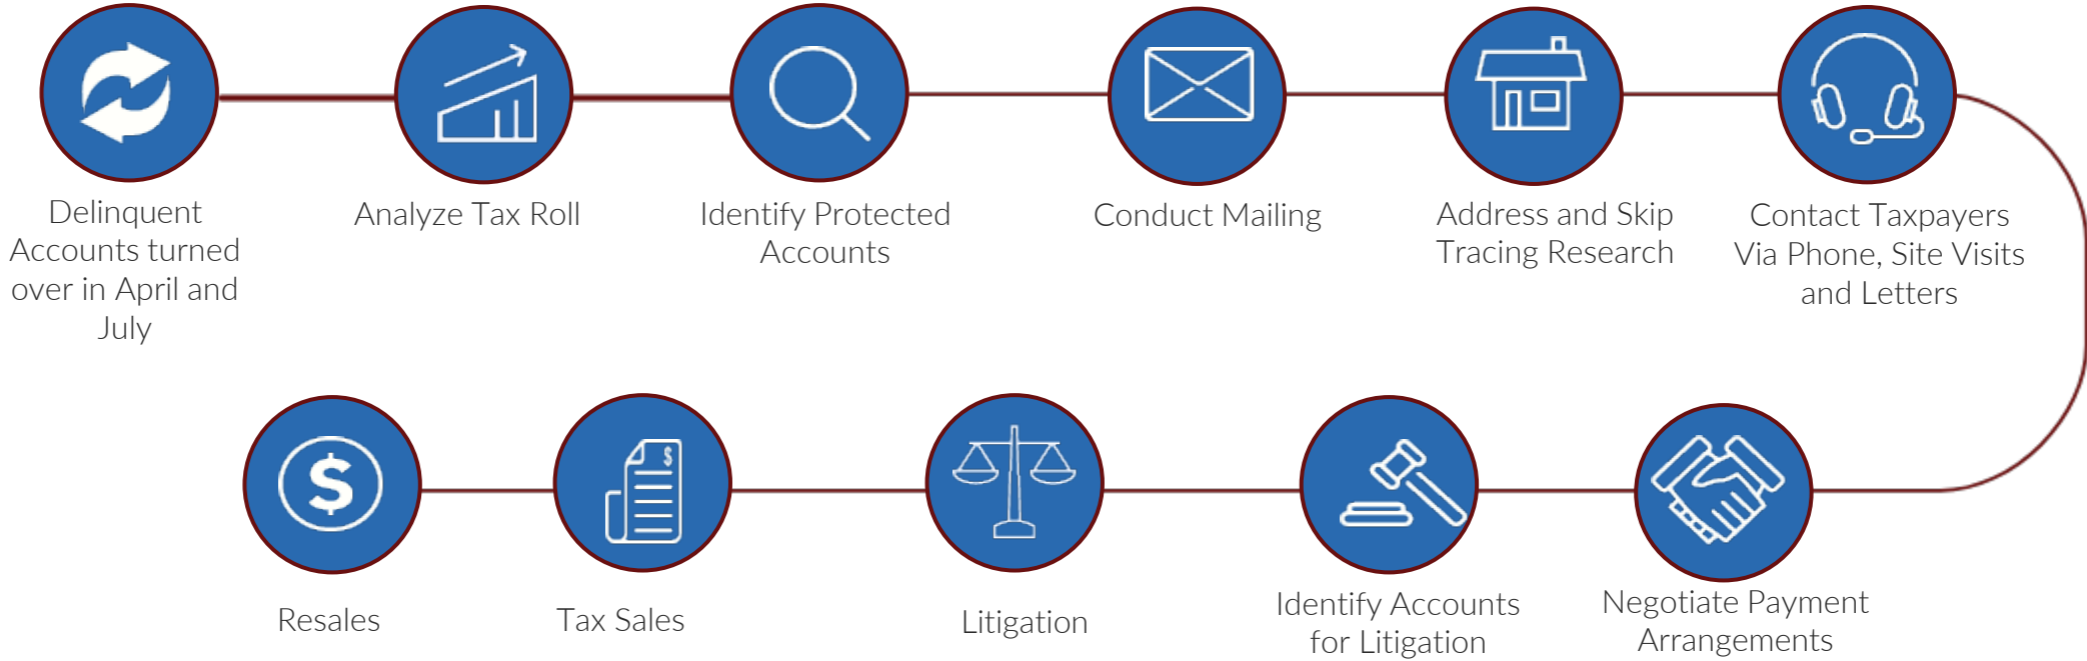 Delinquent
Accounts turned
over in April and
July
Analyze Tax Roll
Identify Protected
Accounts
Conduct Mailing
Address and Skip
Tracing Research
Contact Taxpayers
Via Phone, Site Visits
and Letters
$
Resales
$
Tax Sales
Litigation
Identify Accounts
for Litigation
Negotiate Payment
Arrangements